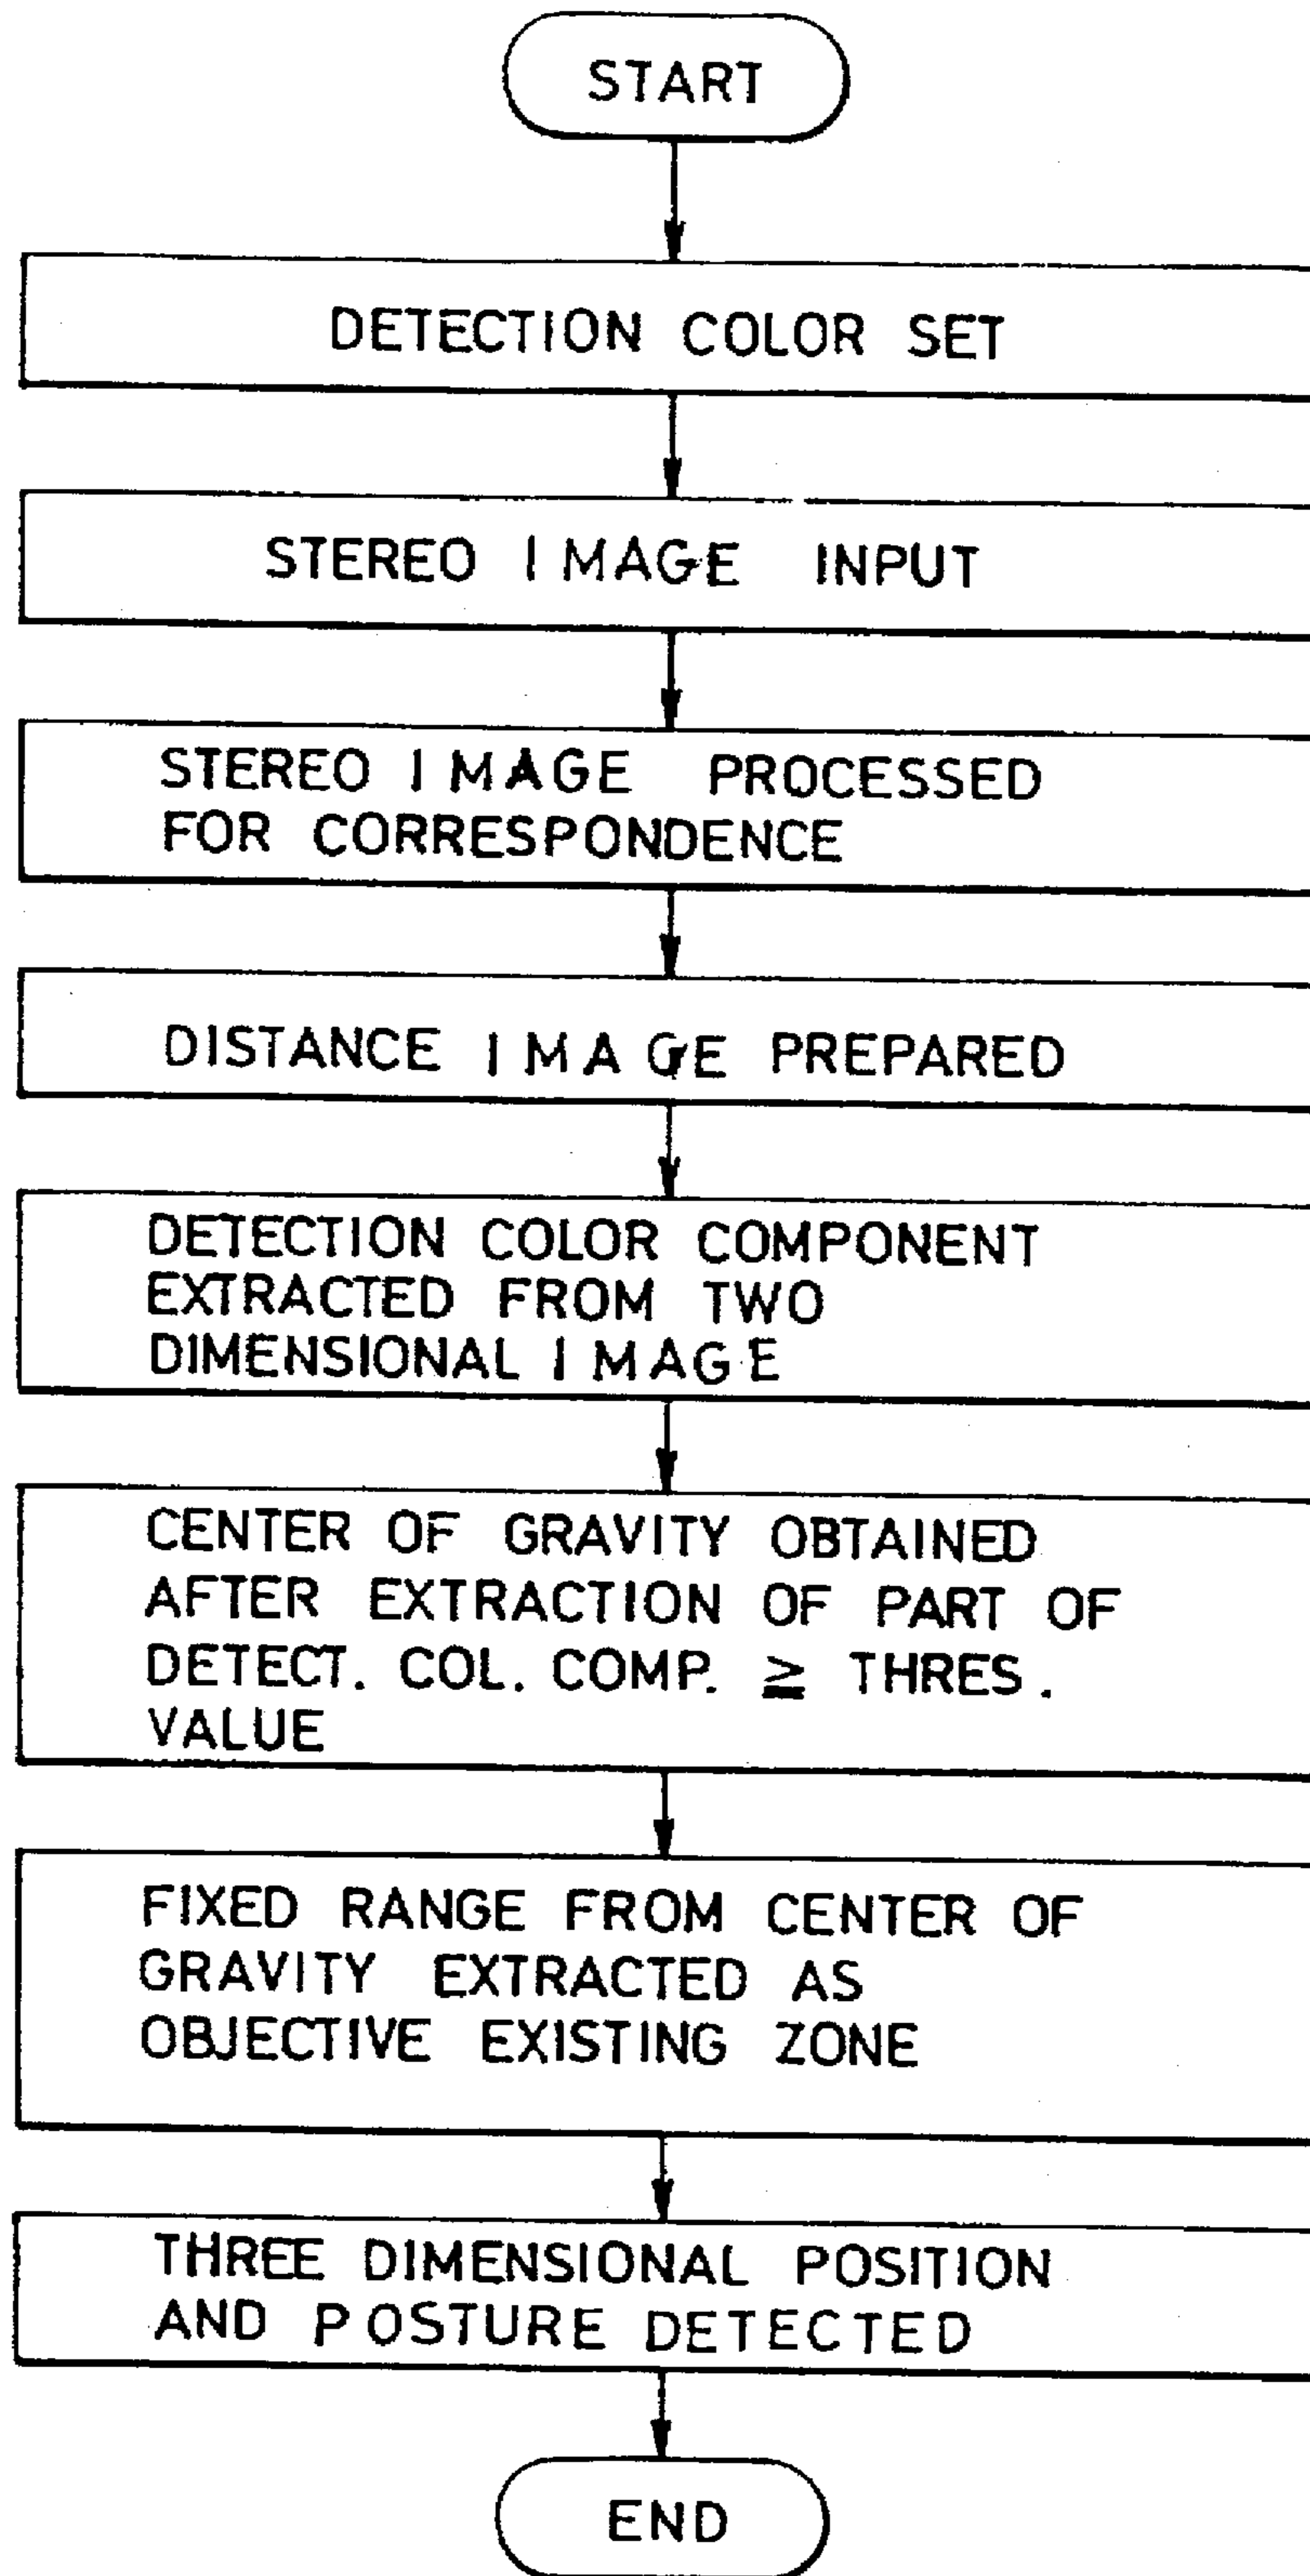 START
DETECTION COLOR SET
STEREO IMAGE INPUT
STEREO IMAGE PROCESSED
FOR CORRESPONDENCE
DISTANCE IMAGE PREPARED
DETECTION COLOR COMPONENT
EXTRACTED FROM TWO
DIMENSIONAL IMAGE
CENTER OF GRAVITY OBTAINED
AFTER EXTRACTION OF PART OF
DETECT. COL. COMP. ≧ THRES.
VALUE
FIXED RANGE FROM CENTER OF
GRAVITY EXTRACTED AS
OBJECTIVE EXISTING ZONE
THREE DIMENSIONAL POSITION
AND POSTURE DETECTED
END